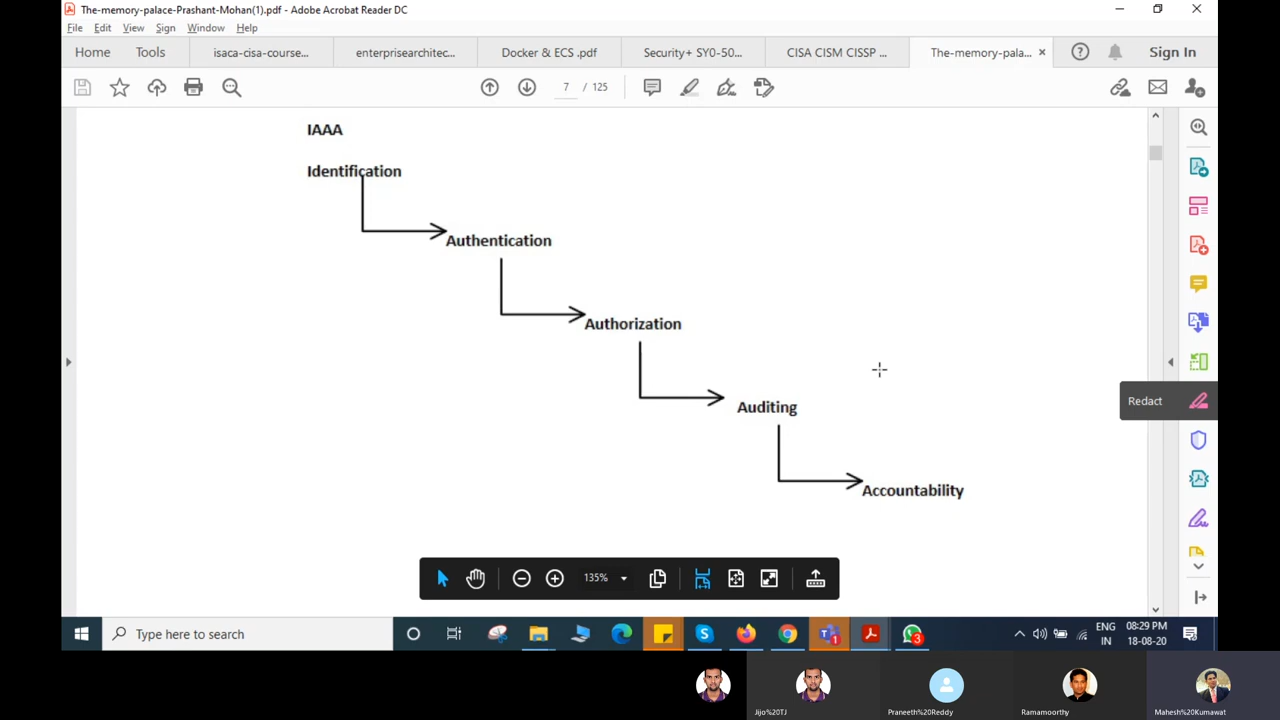 The-memory-palace-Prashant-Mohan(1).pdf - Adobe Acrobat Reader DC
File Edit View Sign Window Help
Home Tools isaca-cisa-course... enterprisearchitec... Docker & ECS .pdf Security+ SY0-50... CISA CISM CISSP ... The-memory-pala... Sign In
7 / 125
IAAA
Identification
Authentication
Authorization
Auditing
Accountability
Redact
135%
Type here to search
ENG
IN
08:29 PM
18-08-20
1
3
Jijo%20TJ
Praneeth%20Reddy
Ramamoorthy
Mahesh%20Kumawat